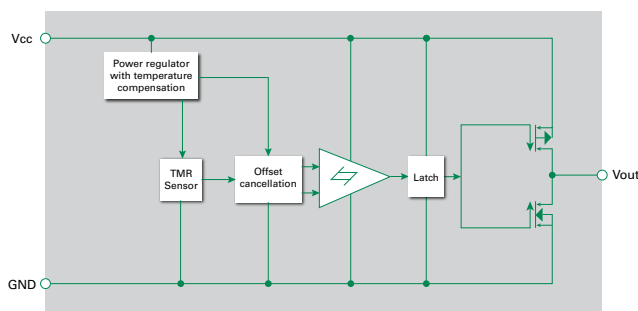 Vcc
Power regulator
with temperature
compensation
TMR
Sensor
Offset
cancellation
Latch
Vout
GND